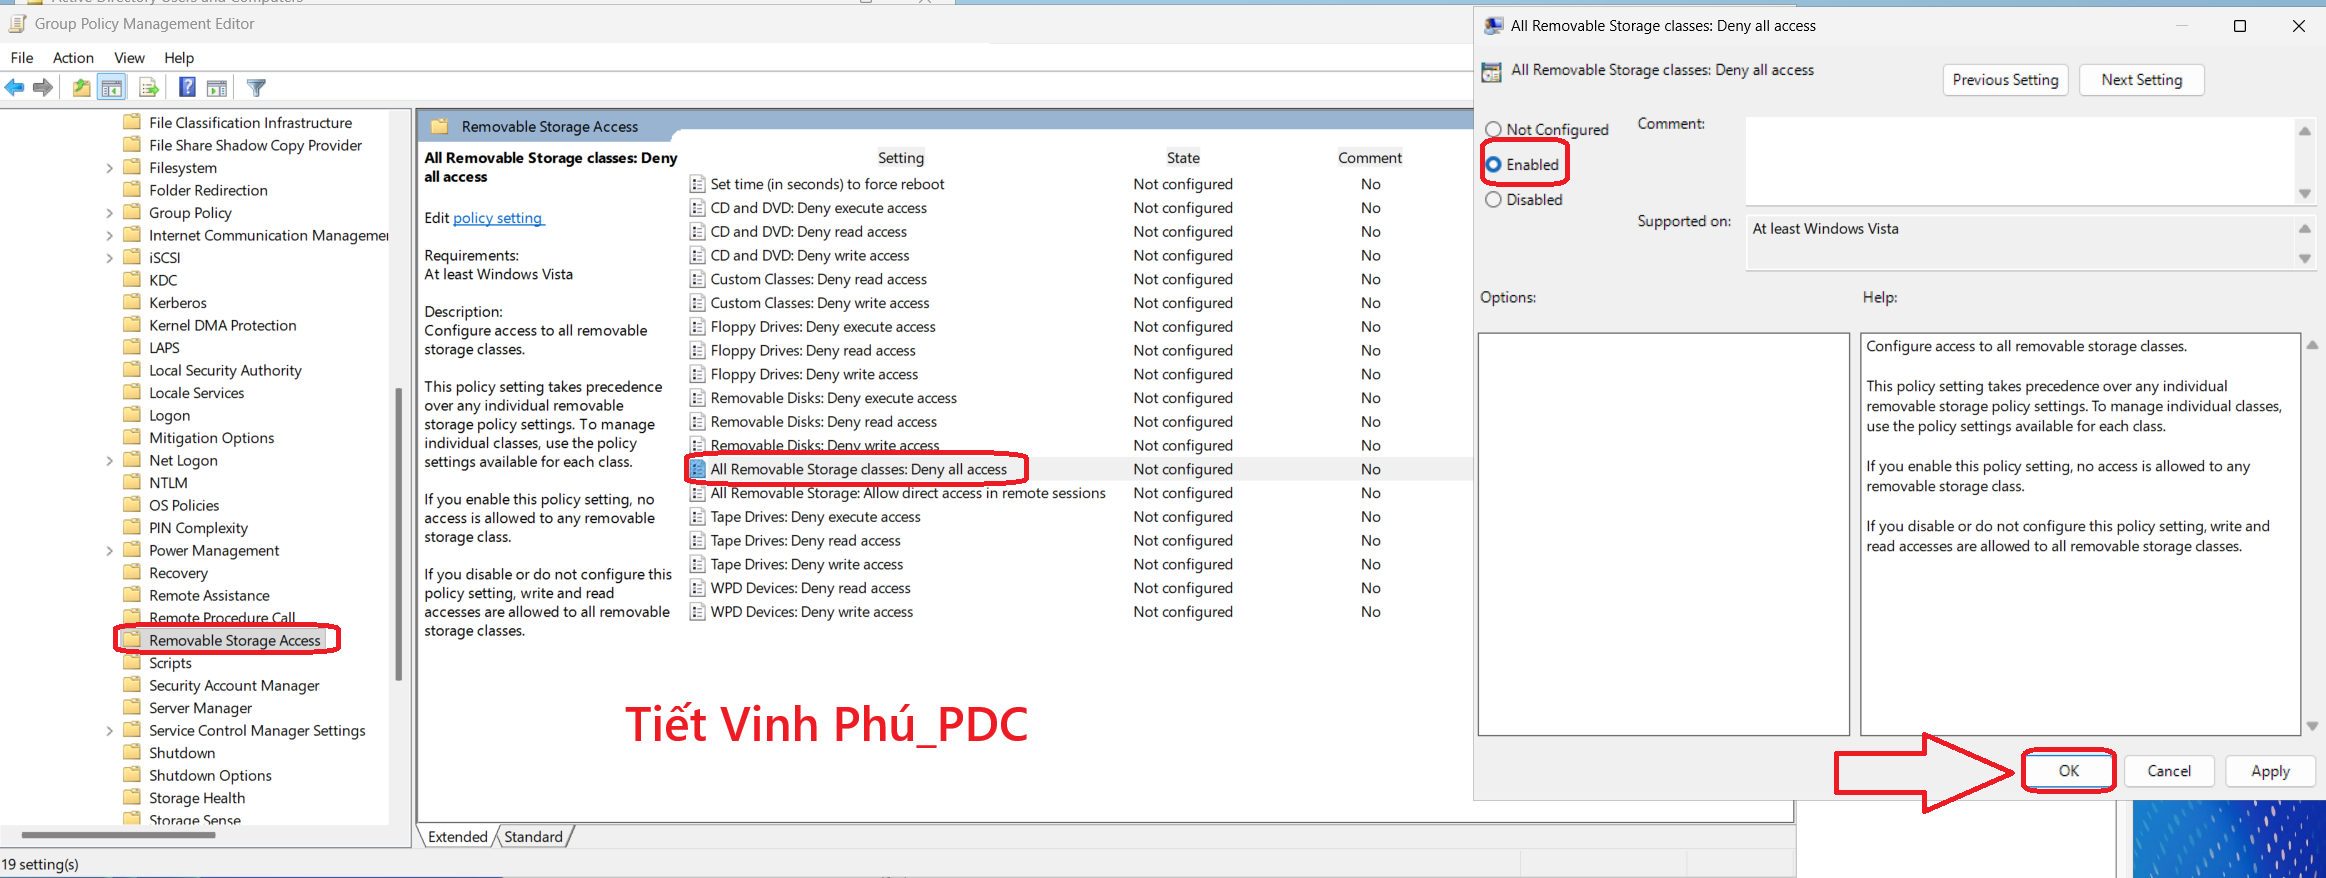 Active Directory Users and Computers
Group Policy Management Editor
File Action View Help
File Classification Infrastructure
File Share Shadow Copy Provider
Filesystem
Folder Redirection
Group Policy
Internet Communication Managemer
iSCSI
KDC
Kerberos
Kernel DMA Protection
LAPS
Local Security Authority
Locale Services
Logon
Mitigation Options
Net Logon
NTLM
OS Policies
PIN Complexity
Power Management
Recovery
Remote Assistance
Remote Procedure Call
Removable Storage Access
Scripts
Security Account Manager
Server Manager
Service Control Manager Settings
Shutdown
Shutdown Options
Storage Health
Storage Sense
19 setting(s)
Removable Storage Access
All Removable Storage classes: Deny
all access
Edit policy setting
Requirements:
At least Windows Vista
Description:
Configure access to all removable
storage classes.
This policy setting takes precedence
over any individual removable
storage policy settings. To manage
individual classes, use the policy
settings available for each class.
If you enable this policy setting, no
access is allowed to any removable
storage class.
If you disable or do not configure this
policy setting, write and read
accesses are allowed to all removable
storage classes.
Setting State Comment
Set time (in seconds) to force reboot Not configured No
CD and DVD: Deny execute access Not configured No
CD and DVD: Deny read access Not configured No
CD and DVD: Deny write access Not configured No
Custom Classes: Deny read access Not configured No
Custom Classes: Deny write access Not configured No
Floppy Drives: Deny execute access Not configured No
Floppy Drives: Deny read access Not configured No
Floppy Drives: Deny write access Not configured No
Removable Disks: Deny execute access Not configured No
Removable Disks: Deny read access Not configured No
Removable Disks: Deny write access Not configured No
All Removable Storage classes: Deny all access Not configured No
All Removable Storage: Allow direct access in remote sessions Not configured No
Tape Drives: Deny execute access Not configured No
Tape Drives: Deny read access Not configured No
Tape Drives: Deny write access Not configured No
WPD Devices: Deny read access Not configured No
WPD Devices: Deny write access Not configured No
Tiết Vinh Phú_PDC
Extended Standard
All Removable Storage classes: Deny all access
All Removable Storage classes: Deny all access
Previous Setting Next Setting
Not Configured
Enabled
Disabled
Comment:
Supported on:
At least Windows Vista
Options:
Help:
Configure access to all removable storage classes.
This policy setting takes precedence over any individual
removable storage policy settings. To manage individual classes,
use the policy settings available for each class.
If you enable this policy setting, no access is allowed to any
removable storage class.
If you disable or do not configure this policy setting, write and
read accesses are allowed to all removable storage classes.
OK Cancel Apply